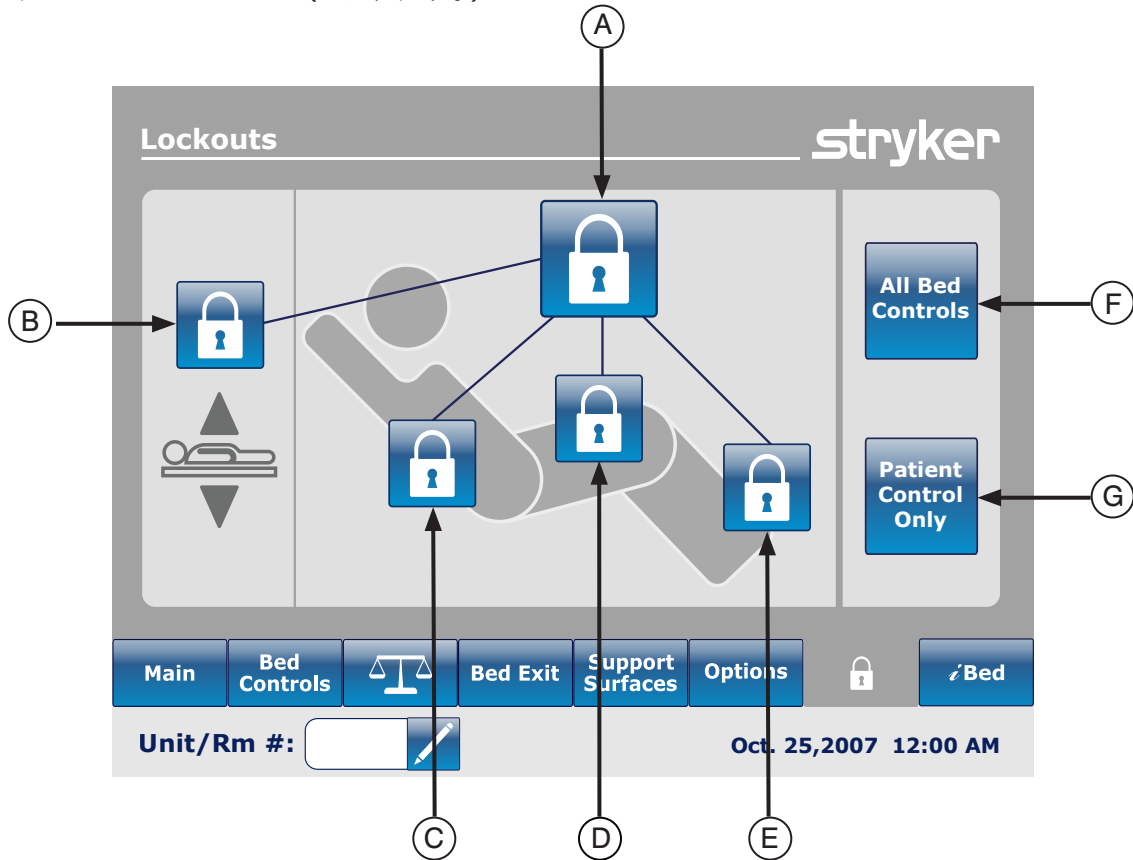 A
Lockouts
stryker
B
All Bed
Controls
F
Patient
Control
Only
G
Main
Bed
Controls
Bed Exit
Support
Surfaces
Options
iBed
Unit/Rm #:
Oct. 25,2007 12:00 AM
C
D
E